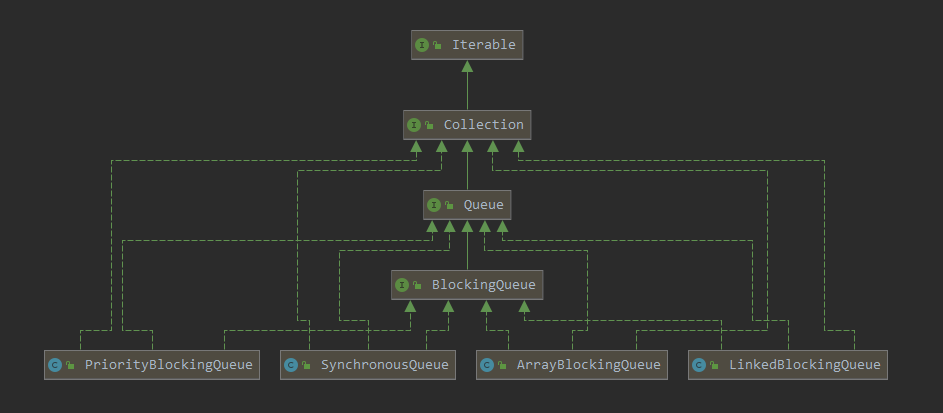 I Iterable
I Collection
I Queue
I BlockingQueue
C PriorityBlockingQueue
C SynchronousQueue
C ArrayBlockingQueue
C LinkedBlockingQueue